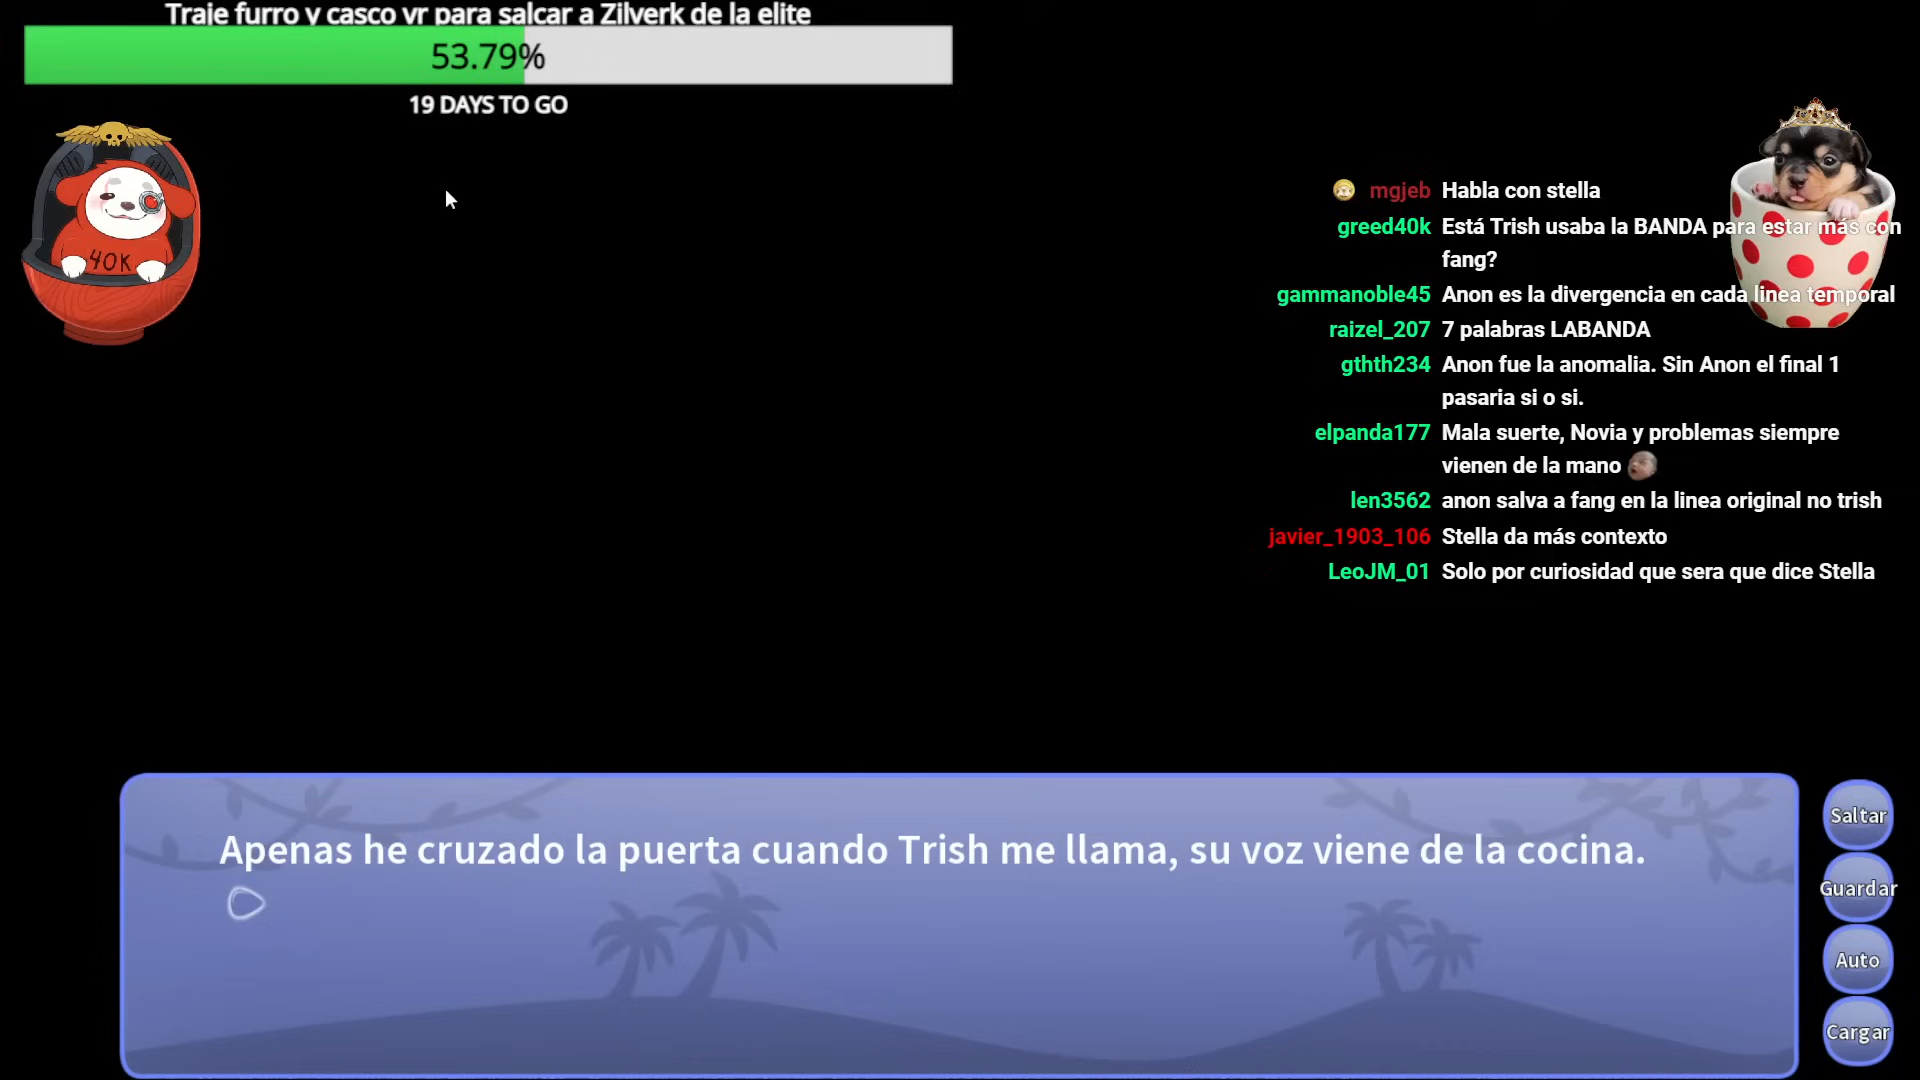 Traje furro y casco vr para salcar a Zilverk de la elite
53.79%
19 DAYS TO GO
40K
mgjeb Habla con stella
greed40k Está Trish usaba la BANDA para estar más con
fang?
gammanoble45 Anon es la divergencia en cada linea temporal
raizel_207 7 palabras LABANDA
gthth234 Anon fue la anomalia. Sin Anon el final 1
pasaria si o si.
elpanda177 Mala suerte, Novia y problemas siempre
vienen de la mano
len3562 anon salva a fang en la linea original no trish
javier_1903_106 Stella da más contexto
LeoJM_01 Solo por curiosidad que sera que dice Stella
Apenas he cruzado la puerta cuando Trish me llama, su voz viene de la cocina.
Saltar
Guardar
Auto
Cargar